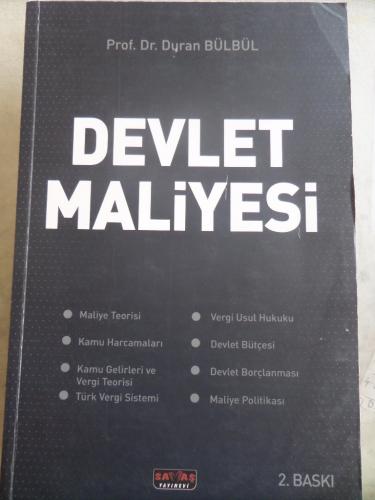 Prof. Dr. Duran BÜLBÜL
DEVLET
MALİYESİ
Maliye Teorisi
Kamu Harcamaları
Kamu Gelirleri ve
Vergi Teorisi
Türk Vergi Sistemi
Vergi Usul Hukuku
Devlet Bütçesi
Devlet Borçlanması
Maliye Politikası
SAVAŞ
YAYINEVİ
2. BASKI